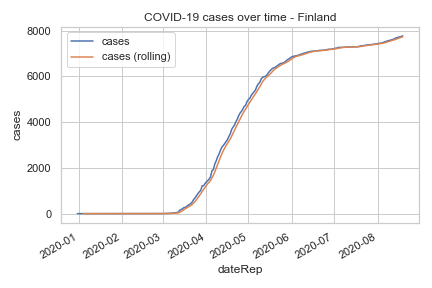 COVID-19 cases over time - Finland
cases
cases (rolling)
8000
6000
4000
2000
0
cases
2020-01
2020-02
2020-03
2020-04
2020-05
2020-06
2020-07
2020-08
dateRep